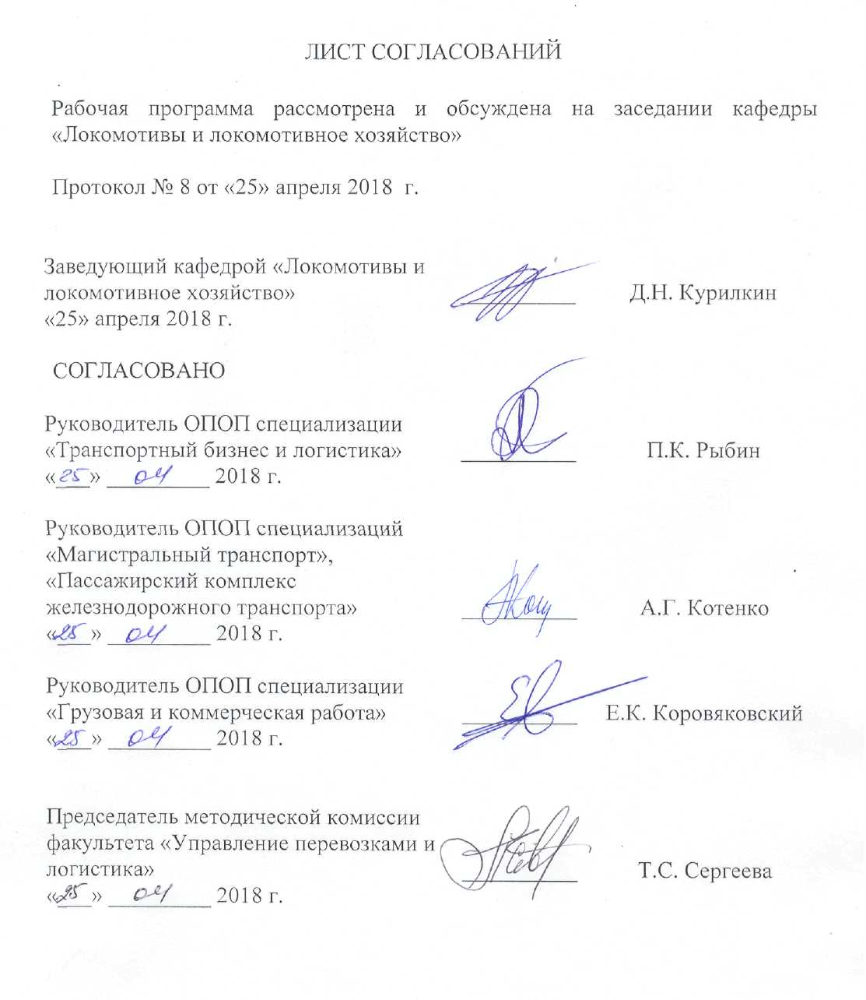 ЛИСТ СОГЛАСОВАНИЙ
Рабочая программа рассмотрена и обсуждена на заседании кафедры
«Локомотивы и локомотивное хозяйство»
Протокол № 8 от «25» апреля 2018 г.
Заведующий кафедрой «Локомотивы и
локомотивное хозяйство» Д.Н. Курилкин
«25» апреля 2018 г.
СОГЛАСОВАНО
Руководитель ОПОП специализации
«Транспортный бизнес и логистика» П.К. Рыбин
«25» 04 2018 г.
Руководитель ОПОП специализаций
«Магистральный транспорт»,
«Пассажирский комплекс
железнодорожного транспорта» А.Г. Котенко
«25» 04 2018 г.
Руководитель ОПОП специализации
«Грузовая и коммерческая работа» Е.К. Коровяковский
«25» 04 2018 г.
Председатель методической комиссии
факультета «Управление перевозками и
логистика» Т.С. Сергеева
«25» 04 2018 г.